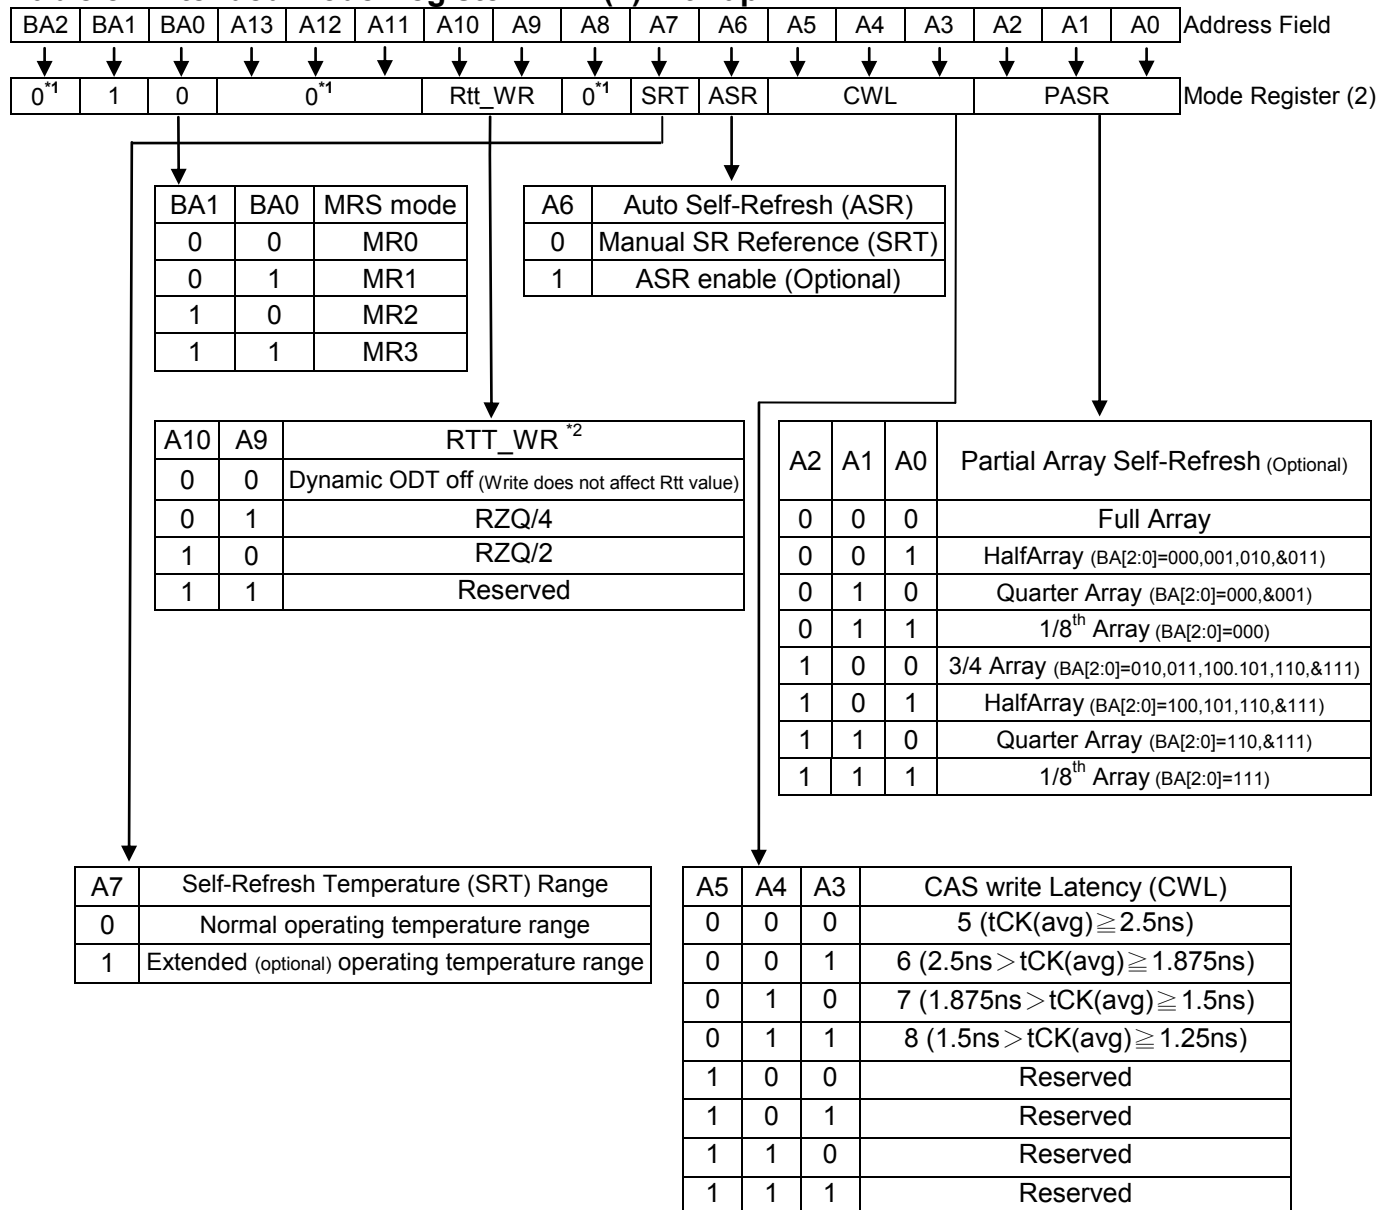 BA2 BA1 BA0 A13 A12 A11 A10 A9 A8 A7 A6 A5 A4 A3 A2 A1 A0 Address Field
0*1 1 0 0*1 Rtt_WR 0*1 SRT ASR CWL PASR Mode Register (2)
BA1 BA0 MRS mode
0 0 MR0
0 1 MR1
1 0 MR2
1 1 MR3
A6 Auto Self-Refresh (ASR)
0 Manual SR Reference (SRT)
1 ASR enable (Optional)
A10 A9 RTT_WR *2
0 0 Dynamic ODT off (Write does not affect Rtt value)
0 1 RZQ/4
1 0 RZQ/2
1 1 Reserved
A2 A1 A0 Partial Array Self-Refresh (Optional)
0 0 0 Full Array
0 0 1 HalfArray (BA[2:0]=000,001,010,&011)
0 1 0 Quarter Array (BA[2:0]=000,&001)
0 1 1 1/8th Array (BA[2:0]=000)
1 0 0 3/4 Array (BA[2:0]=010,011,100.101,110,&111)
1 0 1 HalfArray (BA[2:0]=100,101,110,&111)
1 1 0 Quarter Array (BA[2:0]=110,&111)
1 1 1 1/8th Array (BA[2:0]=111)
A7 Self-Refresh Temperature (SRT) Range
0 Normal operating temperature range
1 Extended (optional) operating temperature range
A5 A4 A3 CAS write Latency (CWL)
0 0 0 5 (tCK(avg)≧2.5ns)
0 0 1 6 (2.5ns＞tCK(avg)≧1.875ns)
0 1 0 7 (1.875ns＞tCK(avg)≧1.5ns)
0 1 1 8 (1.5ns＞tCK(avg)≧1.25ns)
1 0 0 Reserved
1 0 1 Reserved
1 1 0 Reserved
1 1 1 Reserved